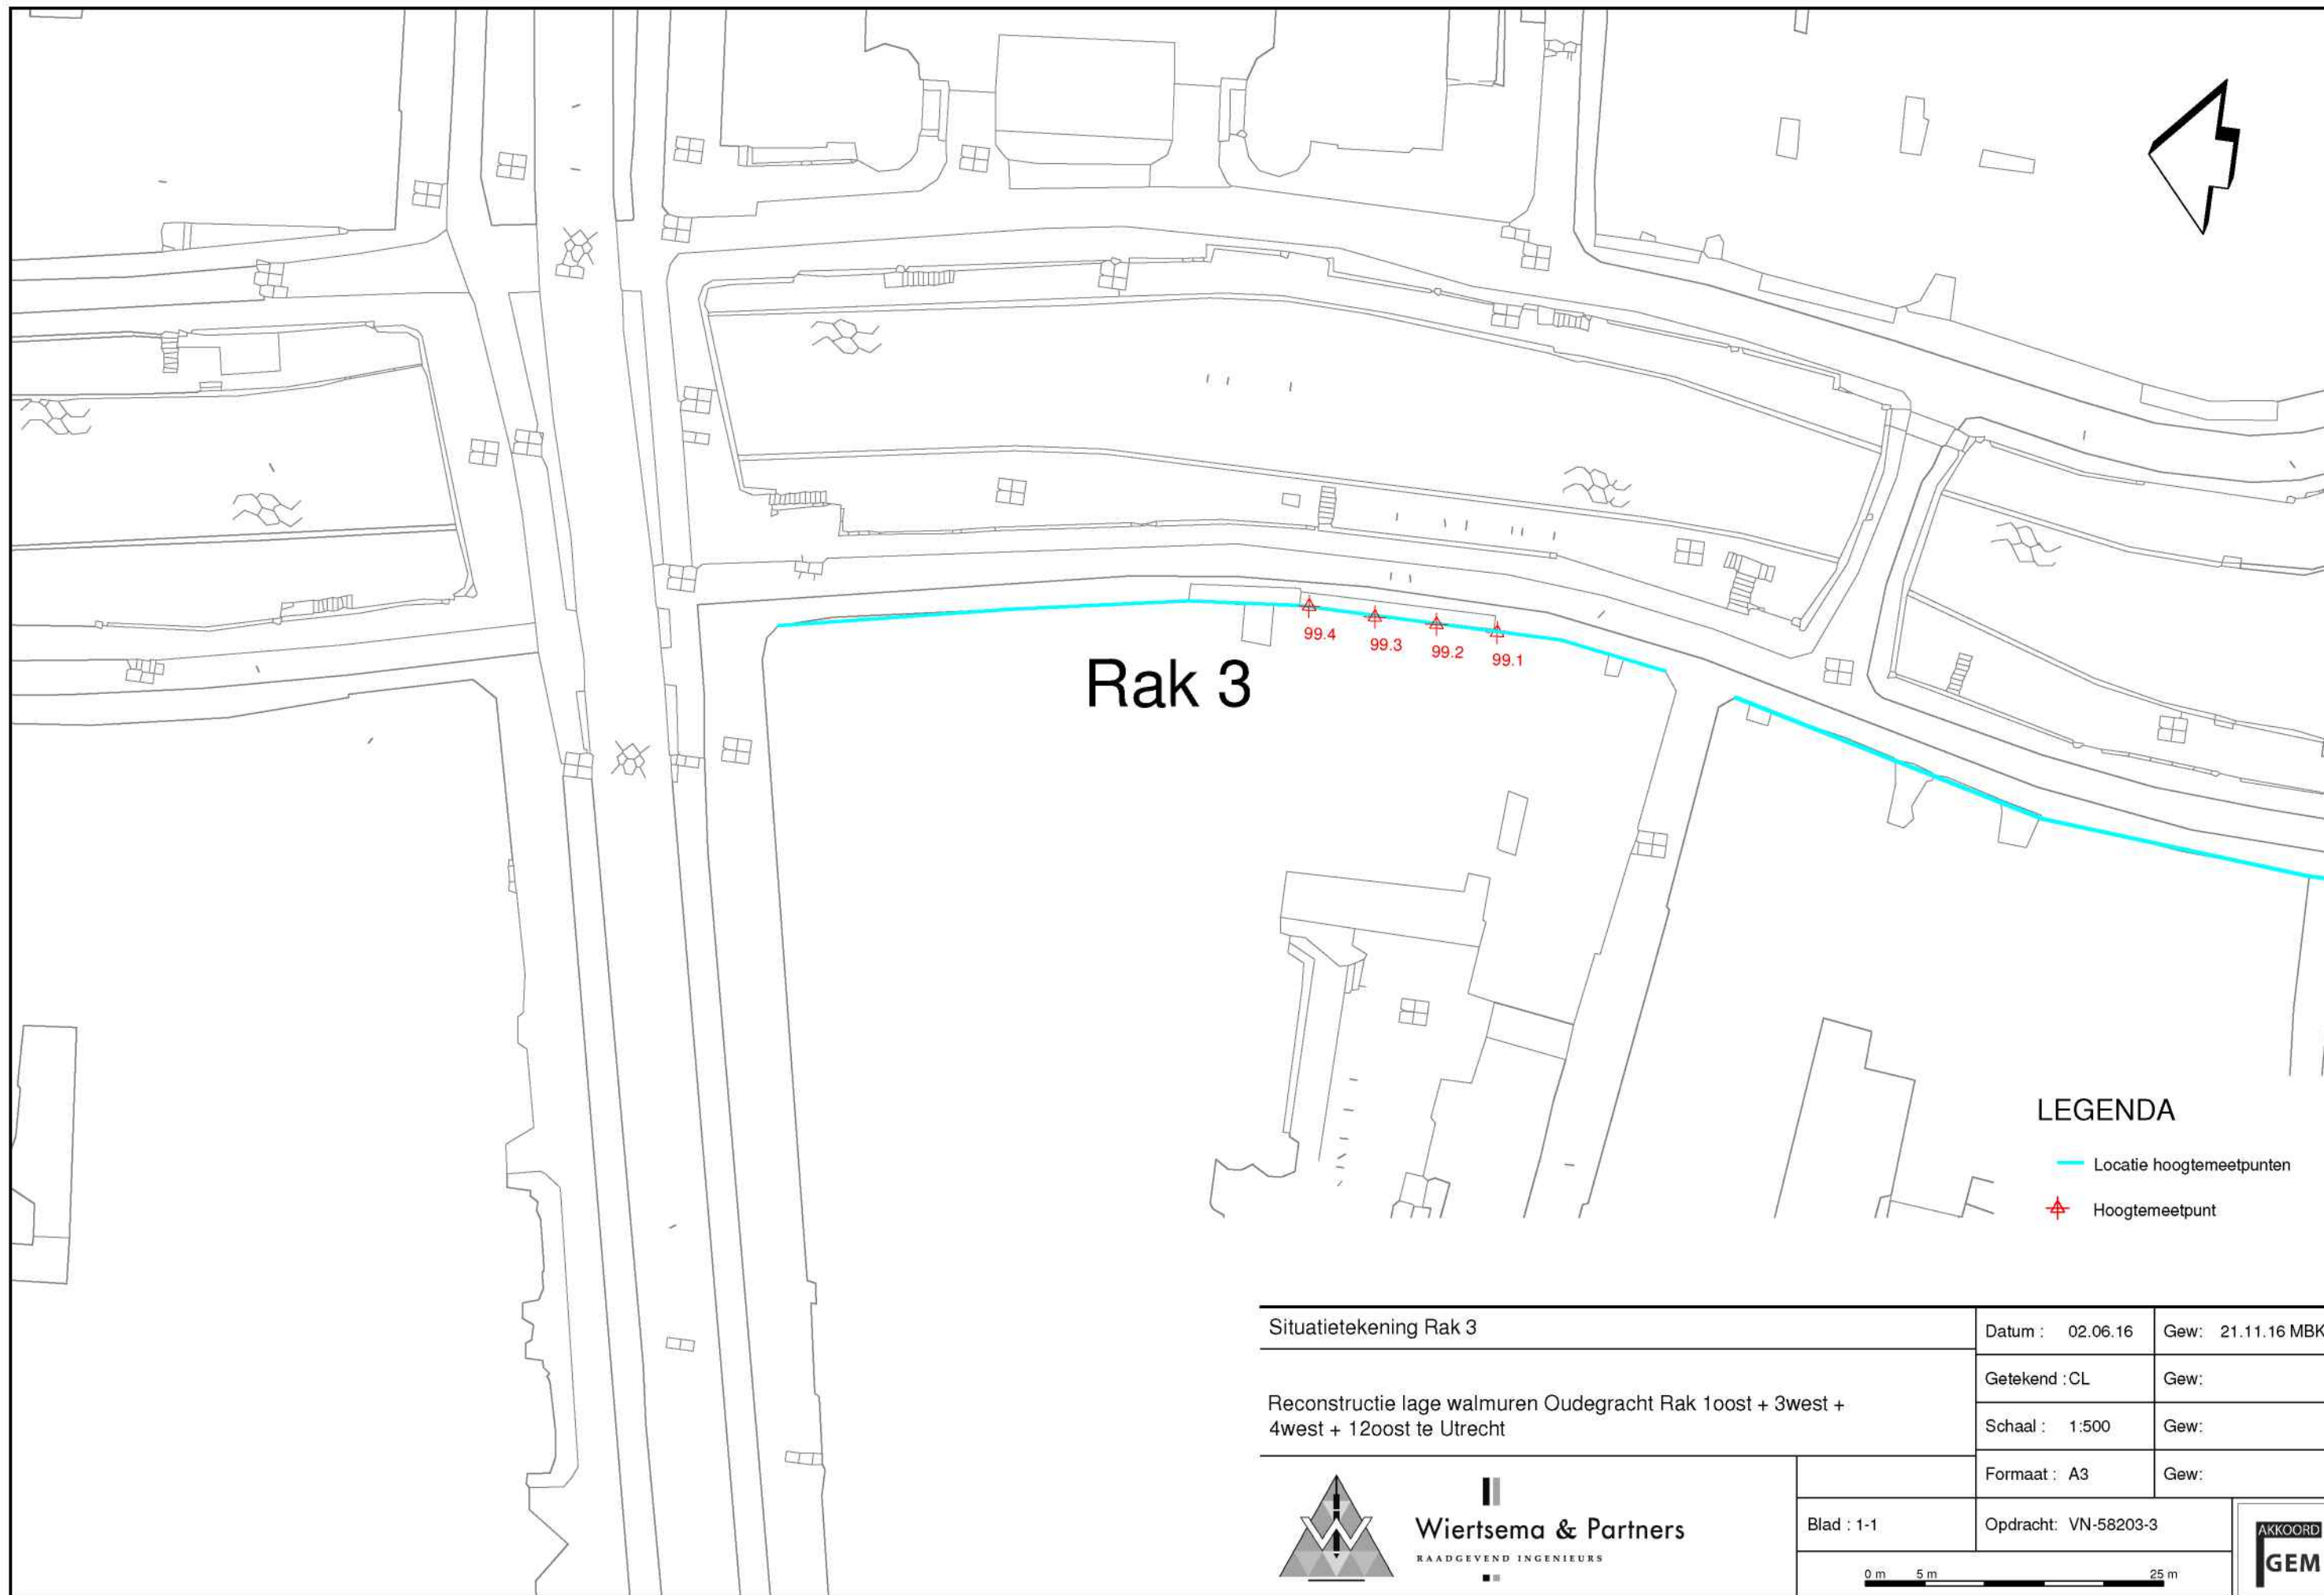 99.4
99.3
99.2
99.1
Rak 3
LEGENDA
Locatie hoogtemeetpunten
Hoogtemeetpunt
Situatietekening Rak 3
Datum : 02.06.16
Gew: 21.11.16 MBK
Reconstructie lage walmuren Oudegracht Rak 1oost + 3west +
4west + 12oost te Utrecht
Getekend : CL
Gew:
Schaal : 1:500
Gew:
Formaat : A3
Gew:
Wiertsema & Partners
RAADGEVEND INGENIEURS
Blad : 1-1
Opdracht: VN-58203-3
0 m 5 m 25 m
AKKOORD
GEM